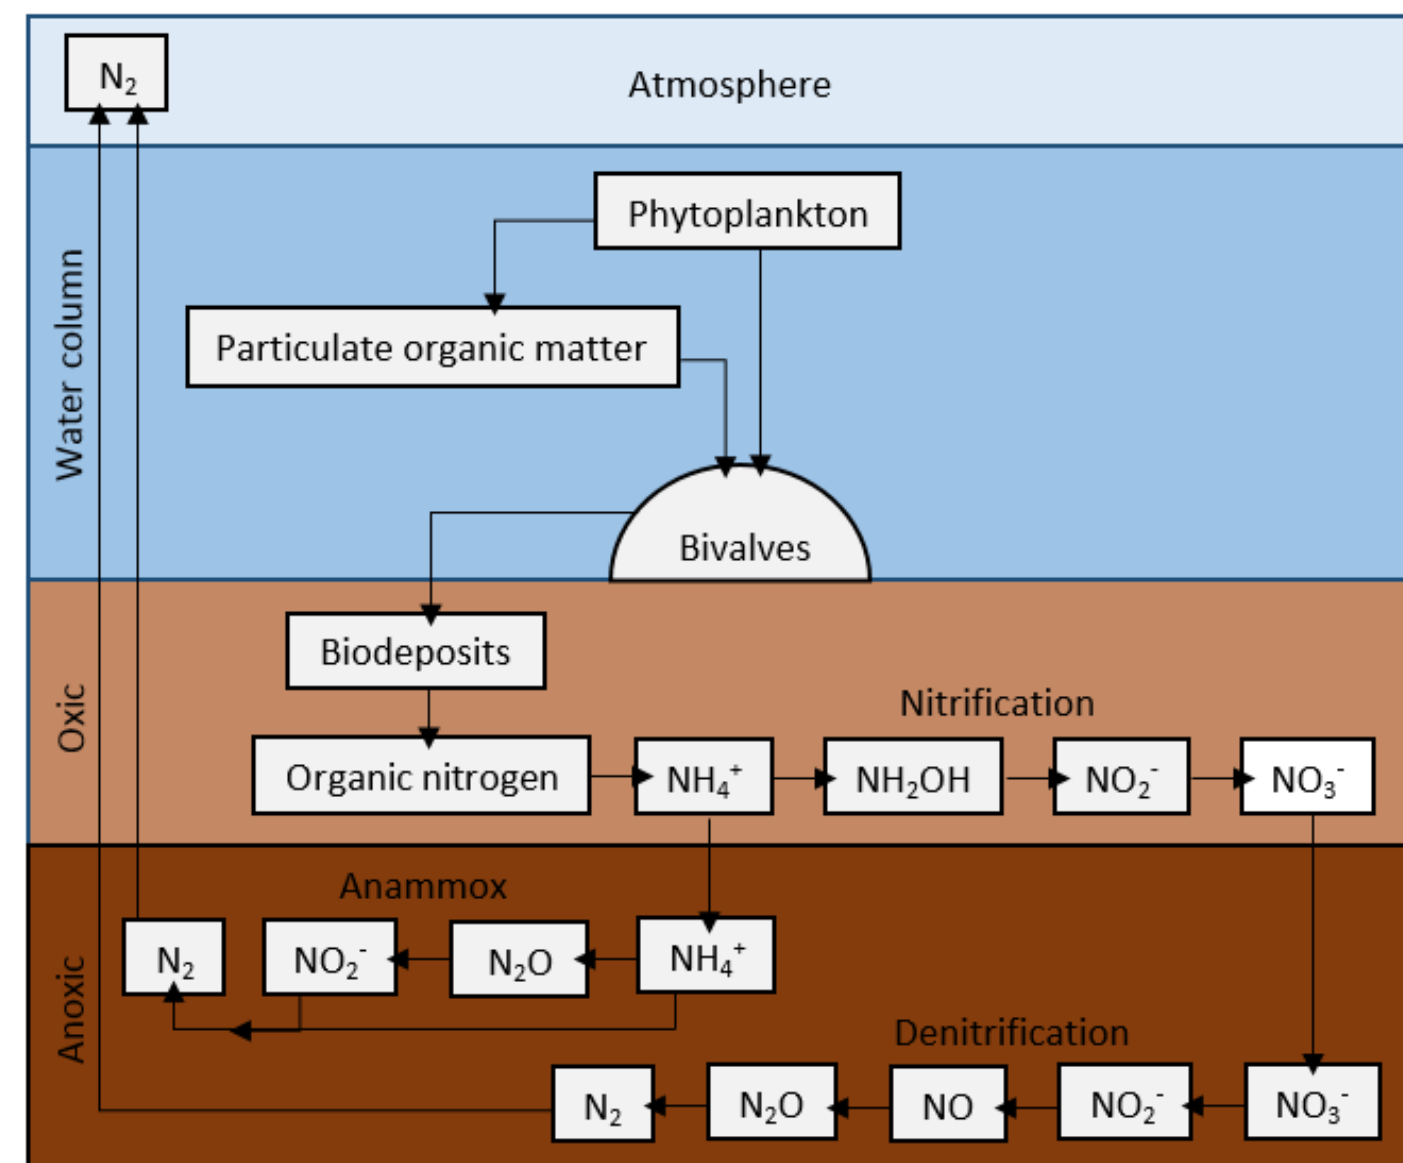 N₂
Atmosphere
Water column
Phytoplankton
Particulate organic matter
Bivalves
Oxic
Biodeposits
Nitrification
Organic nitrogen
NH₄⁺
NH₂OH
NO₂⁻
NO₃⁻
Anoxic
Anammox
N₂
NO₂⁻
N₂O
NH₄⁺
Denitrification
N₂
N₂O
NO
NO₂⁻
NO₃⁻